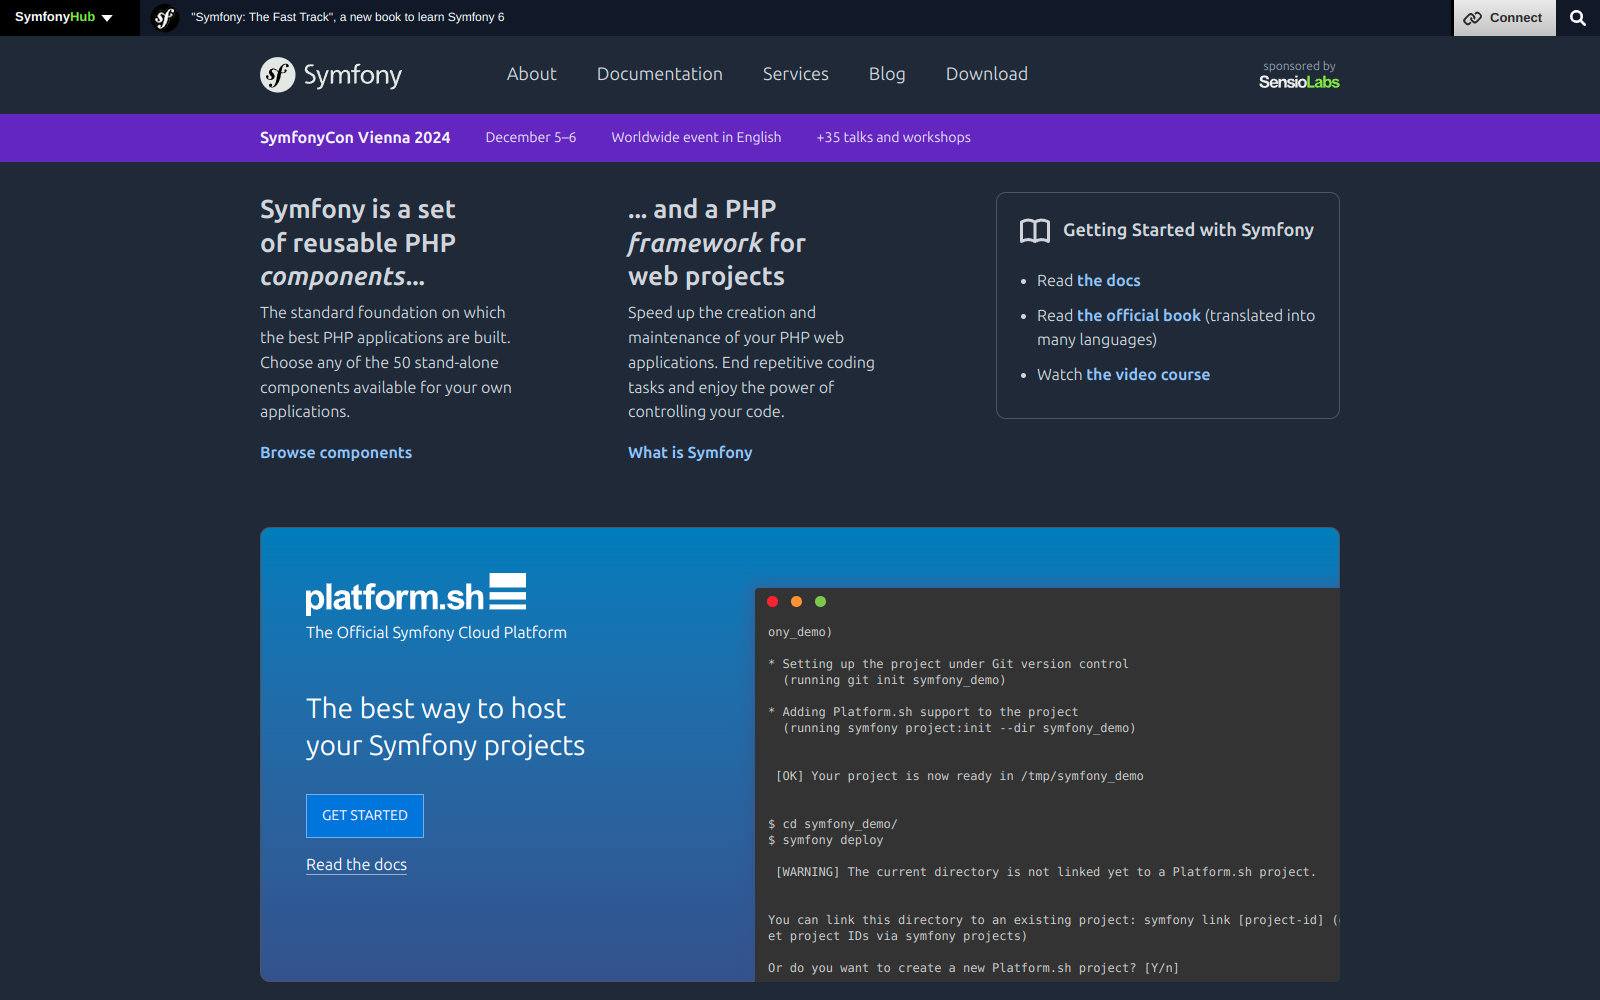 SymfonyHub
"Symfony: The Fast Track", a new book to learn Symfony 6
Connect
sf Symfony
About Documentation Services Blog Download
sponsored by
SensioLabs
SymfonyCon Vienna 2024 December 5–6 Worldwide event in English +35 talks and workshops
Symfony is a set
of reusable PHP
components...
The standard foundation on which
the best PHP applications are built.
Choose any of the 50 stand-alone
components available for your own
applications.
Browse components
... and a PHP
framework for
web projects
Speed up the creation and
maintenance of your PHP web
applications. End repetitive coding
tasks and enjoy the power of
controlling your code.
What is Symfony
Getting Started with Symfony
• Read the docs
• Read the official book (translated into
many languages)
• Watch the video course
platform.sh
The Official Symfony Cloud Platform
The best way to host
your Symfony projects
GET STARTED
Read the docs
ony_demo)
* Setting up the project under Git version control
(running git init symfony_demo)
* Adding Platform.sh support to the project
(running symfony project:init --dir symfony_demo)
[OK] Your project is now ready in /tmp/symfony_demo
$ cd symfony_demo/
$ symfony deploy
[WARNING] The current directory is not linked yet to a Platform.sh project.
You can link this directory to an existing project: symfony link [project-id] (
et project IDs via symfony projects)
Or do you want to create a new Platform.sh project? [Y/n]